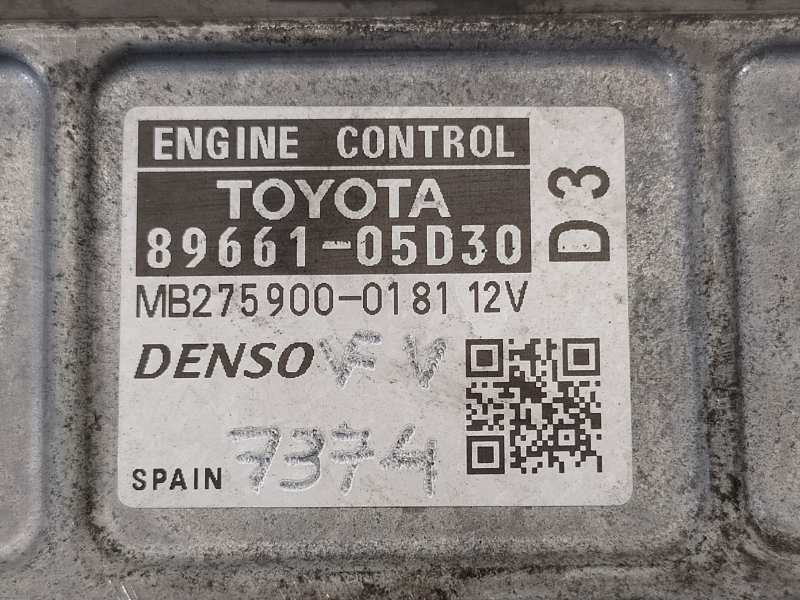 ENGINE CONTROL
TOYOTA
89661-05D30
D3
MB275900-0181 12V
DENSO VF V
7374
SPAIN